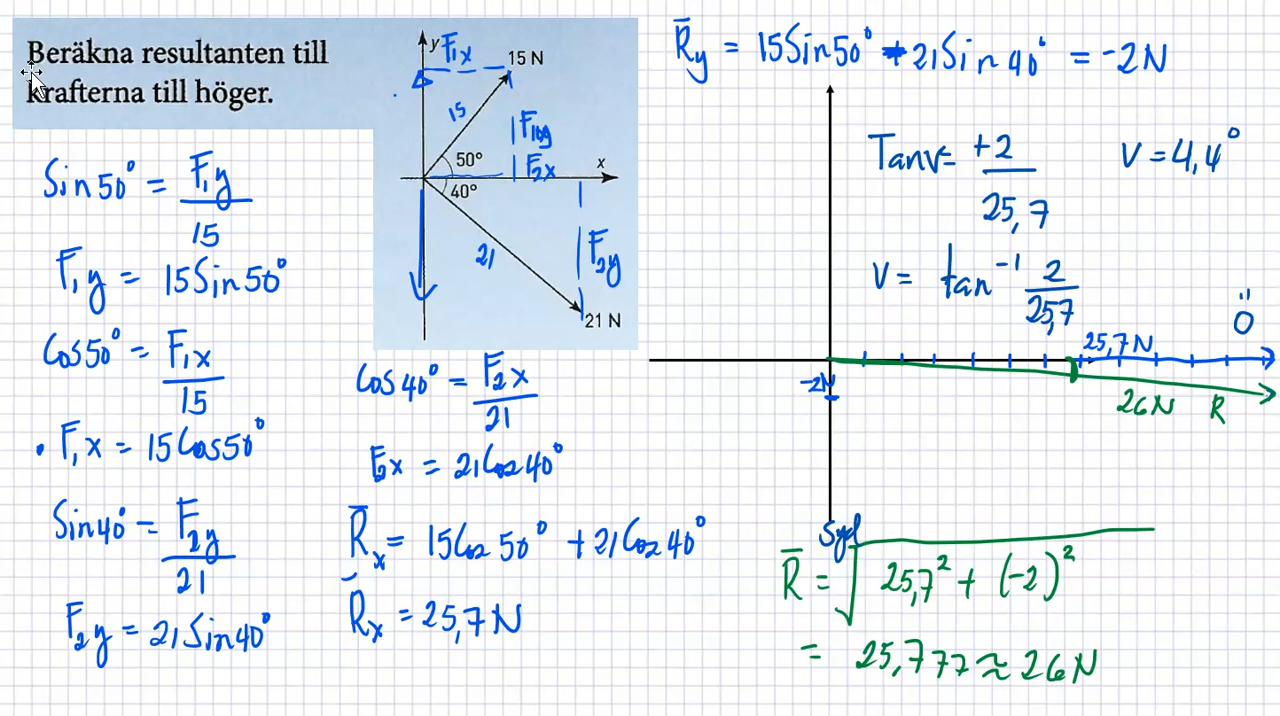 Beräkna resultanten till
krafterna till höger.
Sin 50° = F₁y / 15
F₁y = 15 Sin 50°
Cos 50° = F₁x / 15
• F₁x = 15 Cos 50°
Sin 40° = F₂y / 21
F₂y = 21 Sin 40°
y
F₁x
15 N
15
F₁y
F₂x
50°
40°
x
21
F₂y
21 N
Cos 40° = F₂x / 21
F₂x = 21 Cos 40°
R̄x = 15 Cos 50° + 21 Cos 40°
R̄x = 25,7 N
R̄y = 15 Sin 50° - 21 Sin 40° = -2N
Tan v = +2 / 25,7
v = 4,4°
v = tan⁻¹ 2 / 25,7
Ö
25,7 N
-2N
26 N R
Syd
R̄ = √ 25,7² + (-2)²
= 25,777 ≈ 26 N